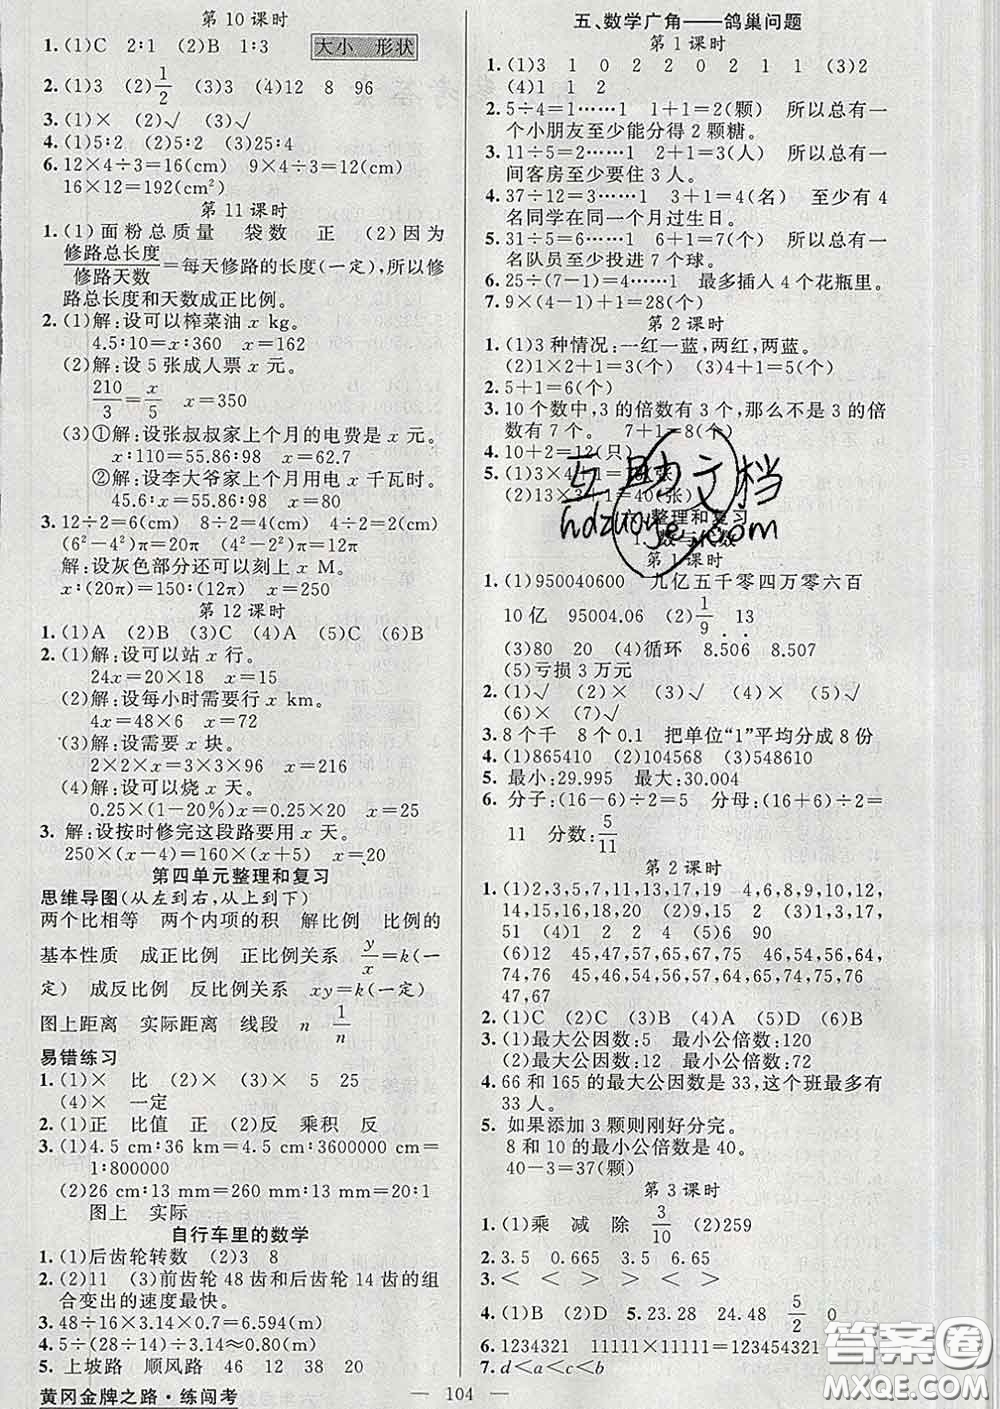 第10课时
1. (1)C 2∶1 (2)B 1∶3 大小 形状
2. (1)3 (2)1/2 (3)3 (4)12 8 96
3. (1)× (2)√ (3)√
4. (1)5∶2 (2)5∶2 (3)25∶4
6. 12×4÷3=16(cm) 9×4÷3=12(cm)
16×12=192(cm²)
第11课时
1. (1)面粉总质量 袋数 正 (2)因为
修路总长度/修路天数=每天修路的长度(一定),所以修
路总长度和天数成正比例。
2. (1)解:设可以榨菜油 x kg。
4.5∶10=x∶360 x=162
(2)解:设 5 张成人票 x 元。
210/3=x/5 x=350
(3)①解:设张叔叔家上个月的电费是 x 元。
x∶110=55.86∶98 x=62.7
②解:设李大爷家上个月用电 x 千瓦时。
45.6∶x=55.86∶98 x=80
3. 12÷2=6(cm) 8÷2=4(cm) 4÷2=2(cm)
(6²-4²)π=20π(cm²) (4²-2²)π=12π(cm²)
解:设灰色部分还可以刻上 x M。
x∶(20π)=150∶(12π) x=250
第12课时
1. (1)A (2)B (3)C (4)A (5)C (6)B
2. (1)解:设可以站 x 行。
24x=20×18 x=15
(2)解:设每小时需要行 x km。
4x=48×6 x=72
(3)解:设需要 x 块。
2×2×x=3×3×96 x=216
(4)解:设可以烧 x 天。
0.25×(1-20%)x=0.25×20 x=25
3. 解:设按时修完这段路要用 x 天。
250×(x-4)=160×(x+5) x=20
第四单元整理和复习
思维导图(从左到右,从上到下)
两个比相等 两个内项的积 解比例 比例的
基本性质 成正比例 正比例关系 y/x=k(一
定) 成反比例 反比例关系 xy=k(一定)
图上距离 实际距离 线段 n 1/n
易错练习
1. (1)× 比 (2)× (3)× 5 25
(4)× 一定
2. (1)正 比值 正 (2)反 乘积 反
3. (1)4.5 cm∶36 km=4.5∶3600000=
1∶800000
(2)26 cm∶13 mm=260 mm∶13 mm=20∶1
图上 实际
自行车里的数学
1. (1)后齿轮转数 (2)3 8
2. (2)11 (3)前齿轮 48 齿和后齿轮 14 齿的组
合变出的速度最快。
3. 48÷16×3.14×0.7=6.594(m)
4. 5÷(28÷14)÷3.14≈0.80(m)
5. 上坡路 顺风路 46 12 38 20
黄冈金牌之路·练闯考
五、数学广角——鸽巢问题
第1课时
1. (1)3 1 0 2 2 0 2 1 1 (3)2
(4)1 1 2
2. 5÷4=1……1 1+1=2(颗) 所以总有一
个小朋友至少能分得 2 颗糖。
3. 11÷5=2……1 2+1=3(人) 所以总有一
间客房至少要住 3 人。
4. 37÷12=3……1 3+1=4(名) 至少有 4
名同学在同一个月过生日。
5. 31÷5=6……1 6+1=7(个) 所以总有一
名队员至少投进 7 个球。
6. 25÷(7-1)=4……1 最多插入 4 个花瓶里。
7. 9×(4-1)+1=28(个)
第2课时
1. (1)3 种情况:一红一蓝,两红,两蓝。
(2)1×2+1=3(个) (3)4+1=5(个)
2. 5+1=6(个)
3. 10 个数中,3 的倍数有 3 个,那么不是 3 的倍
数有 7 个。 7+1=8(个)
4. 10+2=12(只)
5. (1)3×4
(张)
(2)13×3+1=40(张)
互助文档
hdzuoye.com
六、整理和复习
1. 数与代数
第1课时
1. (1)950040600 九亿五千零四万零六百
10 亿 95004.06 (2)1/9 13
(3)80 20 (4)循环 8.506 8.507
(5)亏损 3 万元
2. (1)√ (2)× (3)√ (4)× (5)√
(6)× (7)√
3. 8 个千 8 个 0.1 把单位“1”平均分成 8 份
4. (1)865410 (2)104568 (3)548610
5. 最小:29.995 最大:30.004
6. 分子:(16-6)÷2=5 分母:(16+6)÷2=
11 分数:5/11
第2课时
1. (1)2,3,7,11,13,17,19 4,6,8,9,10,12,
14,15,16,18,20 9 15 2 (3)1,3,17,
51 (4)1 2 (5)2 4 0
(6)12 60 45,47,56,57 46,54,56,64,
74,76 45,46,47,54,56,57,64,65,75,76
47,67
2. (1)C (2)C (3)B (4)A (5)D (6)B
3. (1)最大公因数:5 最小公倍数:120
(2)最大公因数:12 最小公倍数:72
4. 66 和 165 的最大公因数是 33,这个班最多有
33 人。
5. 如果添加 3 颗则刚好分完。
8 和 10 的最小公倍数是 40。
40-3=37(颗)
第3课时
1. (1)乘 减 除 3/10 (2)259
2. 3.5 0.665 3.5 6.65
3. < < > < > >
4. (1)B (2)D 5. 23.28 24.48 5/2 0
6. 1234321 11111×11111=123454321
7. d<a<c<b
— 104 —
答案圈
MXQE.COM